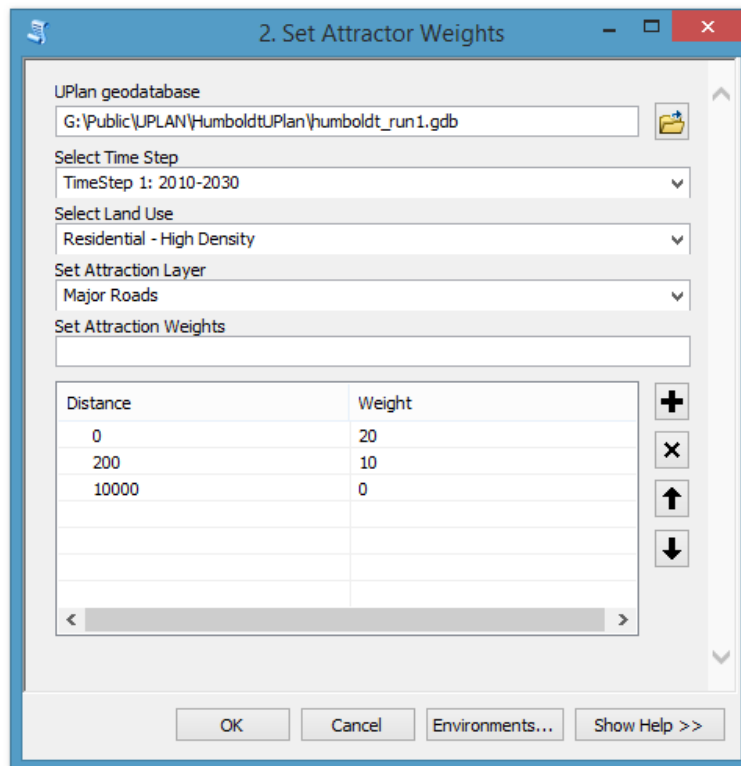 2. Set Attractor Weights
UPlan geodatabase
G:\Public\UPLAN\HumboldtUPlan\humboldt_run1.gdb
Select Time Step
TimeStep 1: 2010-2030
Select Land Use
Residential - High Density
Set Attraction Layer
Major Roads
Set Attraction Weights
Distance Weight
0 20
200 10
10000 0
OK Cancel Environments... Show Help >>